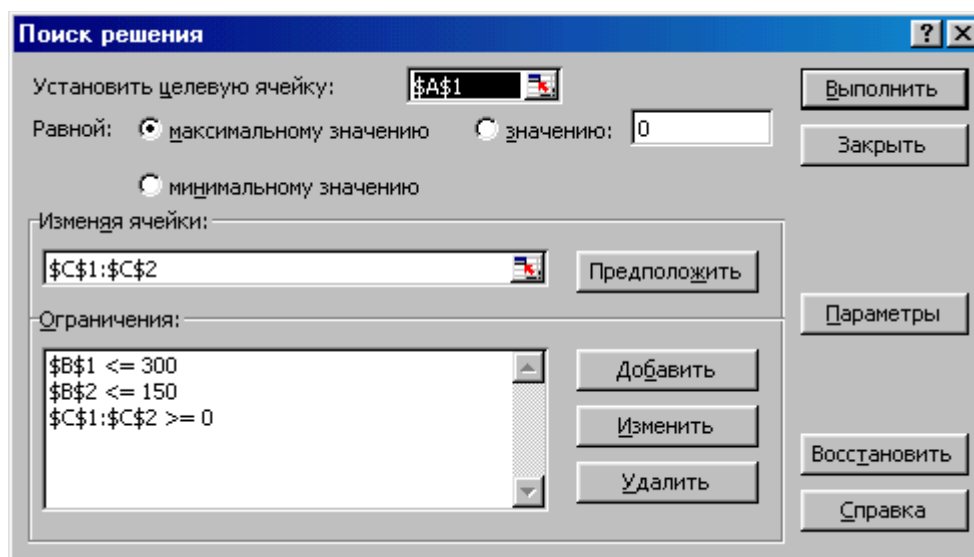 Поиск решения
Установить целевую ячейку: $A$1
Выполнить
Равной: максимальному значению значению: 0
Закрыть
минимальному значению
Изменяя ячейки:
$C$1:$C$2
Предположить
Ограничения:
Параметры
$B$1 <= 300
$B$2 <= 150
$C$1:$C$2 >= 0
Добавить
Изменить
Удалить
Восстановить
Справка